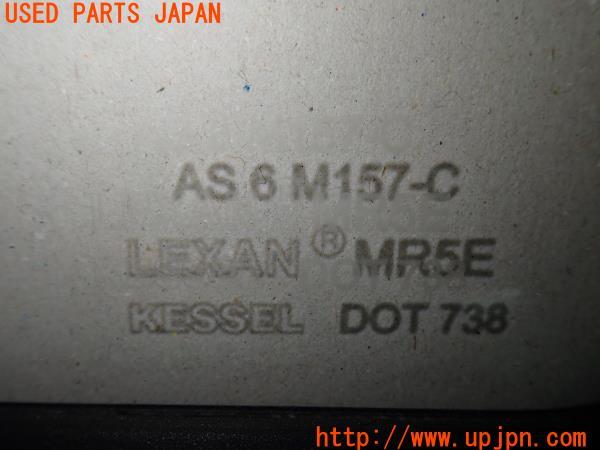 USED PARTS JAPAN
AS 6 M157-C
LEXAN® MR5E
KESSEL DOT 738
http://www.upjpn.com/